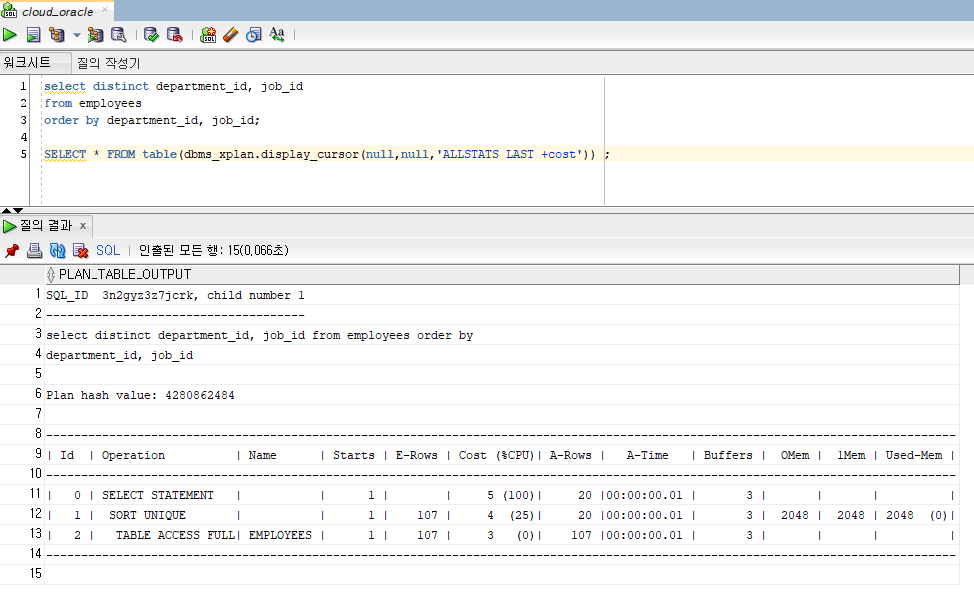 cloud_oracle
워크시트 질의 작성기
1 select distinct department_id, job_id
2 from employees
3 order by department_id, job_id;
4
5 SELECT * FROM table(dbms_xplan.display_cursor(null,null,'ALLSTATS LAST +cost')) ;
질의 결과 x
SQL | 인출된 모든 행: 15(0,066초)
PLAN_TABLE_OUTPUT
1 SQL_ID  3n2gyz3z7jcrk, child number 1
2 -------------------------------------
3 select distinct department_id, job_id from employees order by
4 department_id, job_id
5
6 Plan hash value: 4280862484
7
8 ----------------------------------------------------------------------------------------------------------------------------------
9 | Id  | Operation          | Name      | Starts | E-Rows | Cost (%CPU)| A-Rows |   A-Time   | Buffers |  OMem |  1Mem | Used-Mem |
10 ----------------------------------------------------------------------------------------------------------------------------------
11 |   0 | SELECT STATEMENT   |           |      1 |        |     5 (100)|     20 |00:00:00.01 |       3 |       |       |          |
12 |   1 |  SORT UNIQUE       |           |      1 |    107 |     4  (25)|     20 |00:00:00.01 |       3 |  2048 |  2048 | 2048  (0)|
13 |   2 |   TABLE ACCESS FULL| EMPLOYEES |      1 |    107 |     3   (0)|    107 |00:00:00.01 |       3 |       |       |          |
14 ----------------------------------------------------------------------------------------------------------------------------------
15